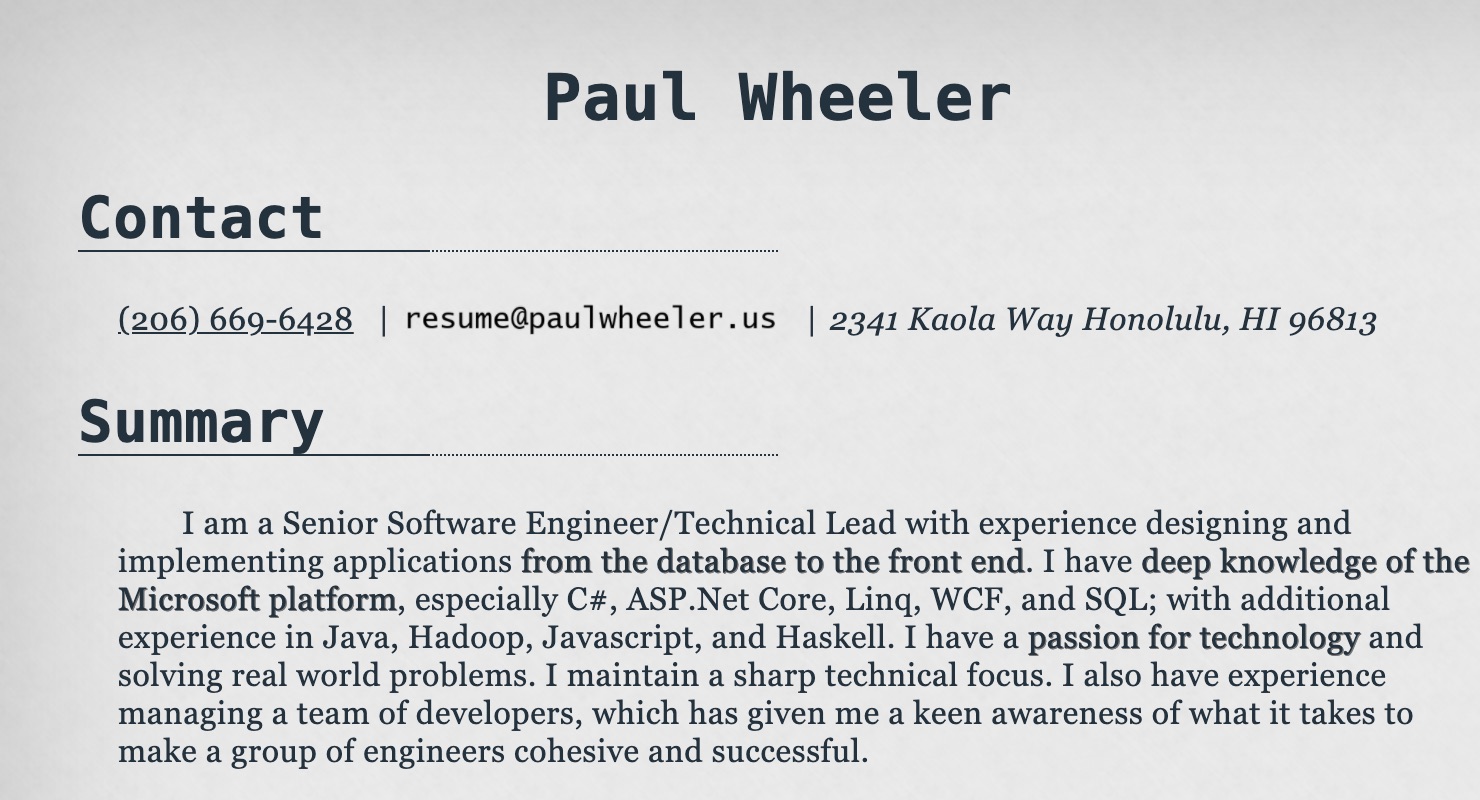 Paul Wheeler
Contact
(206) 669-6428 | resume@paulwheeler.us | 2341 Kaola Way Honolulu, HI 96813
Summary
I am a Senior Software Engineer/Technical Lead with experience designing and
implementing applications from the database to the front end. I have deep knowledge of the
Microsoft platform, especially C#, ASP.Net Core, Linq, WCF, and SQL; with additional
experience in Java, Hadoop, Javascript, and Haskell. I have a passion for technology and
solving real world problems. I maintain a sharp technical focus. I also have experience
managing a team of developers, which has given me a keen awareness of what it takes to
make a group of engineers cohesive and successful.